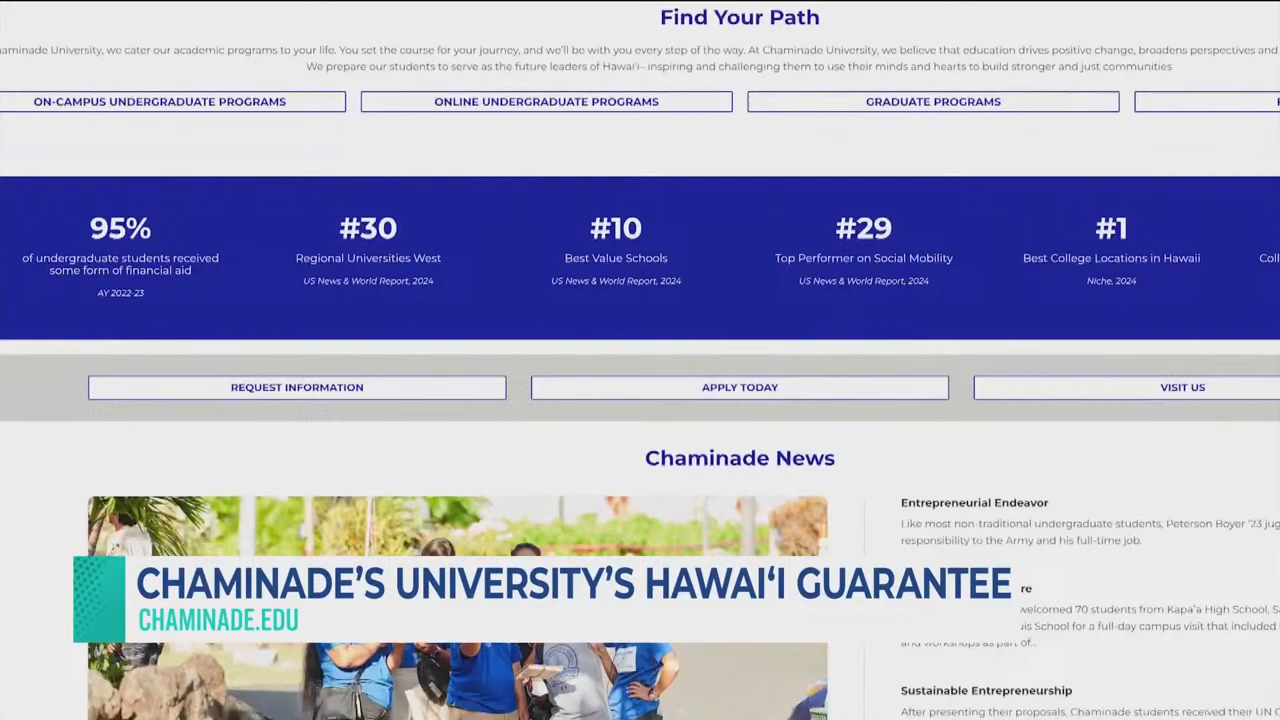 Find Your Path
Chaminade University, we cater our academic programs to your life. You set the course for your journey, and we'll be with you every step of the way. At Chaminade University, we believe that education drives positive change, broadens perspectives and
We prepare our students to serve as the future leaders of Hawai'i– inspiring and challenging them to use their minds and hearts to build stronger and just communities.
ON-CAMPUS UNDERGRADUATE PROGRAMS
ONLINE UNDERGRADUATE PROGRAMS
GRADUATE PROGRAMS
95%
of undergraduate students received
some form of financial aid
AY 2022-23
#30
Regional Universities West
US News & World Report, 2024
#10
Best Value Schools
US News & World Report, 2024
#29
Top Performer on Social Mobility
US News & World Report, 2024
#1
Best College Locations in Hawaii
Niche, 2024
Coll
REQUEST INFORMATION
APPLY TODAY
VISIT US
Chaminade News
Entrepreneurial Endeavor
Like most non-traditional undergraduate students, Peterson Boyer '23 jug
responsibility to the Army and his full-time job.
re
welcomed 70 students from Kapa'a High School, Sa
uis School for a full-day campus visit that included
and workshops as part of...
Sustainable Entrepreneurship
After presenting their proposals, Chaminade students received their UN C
CHAMINADE'S UNIVERSITY'S HAWAI‘I GUARANTEE
CHAMINADE.EDU